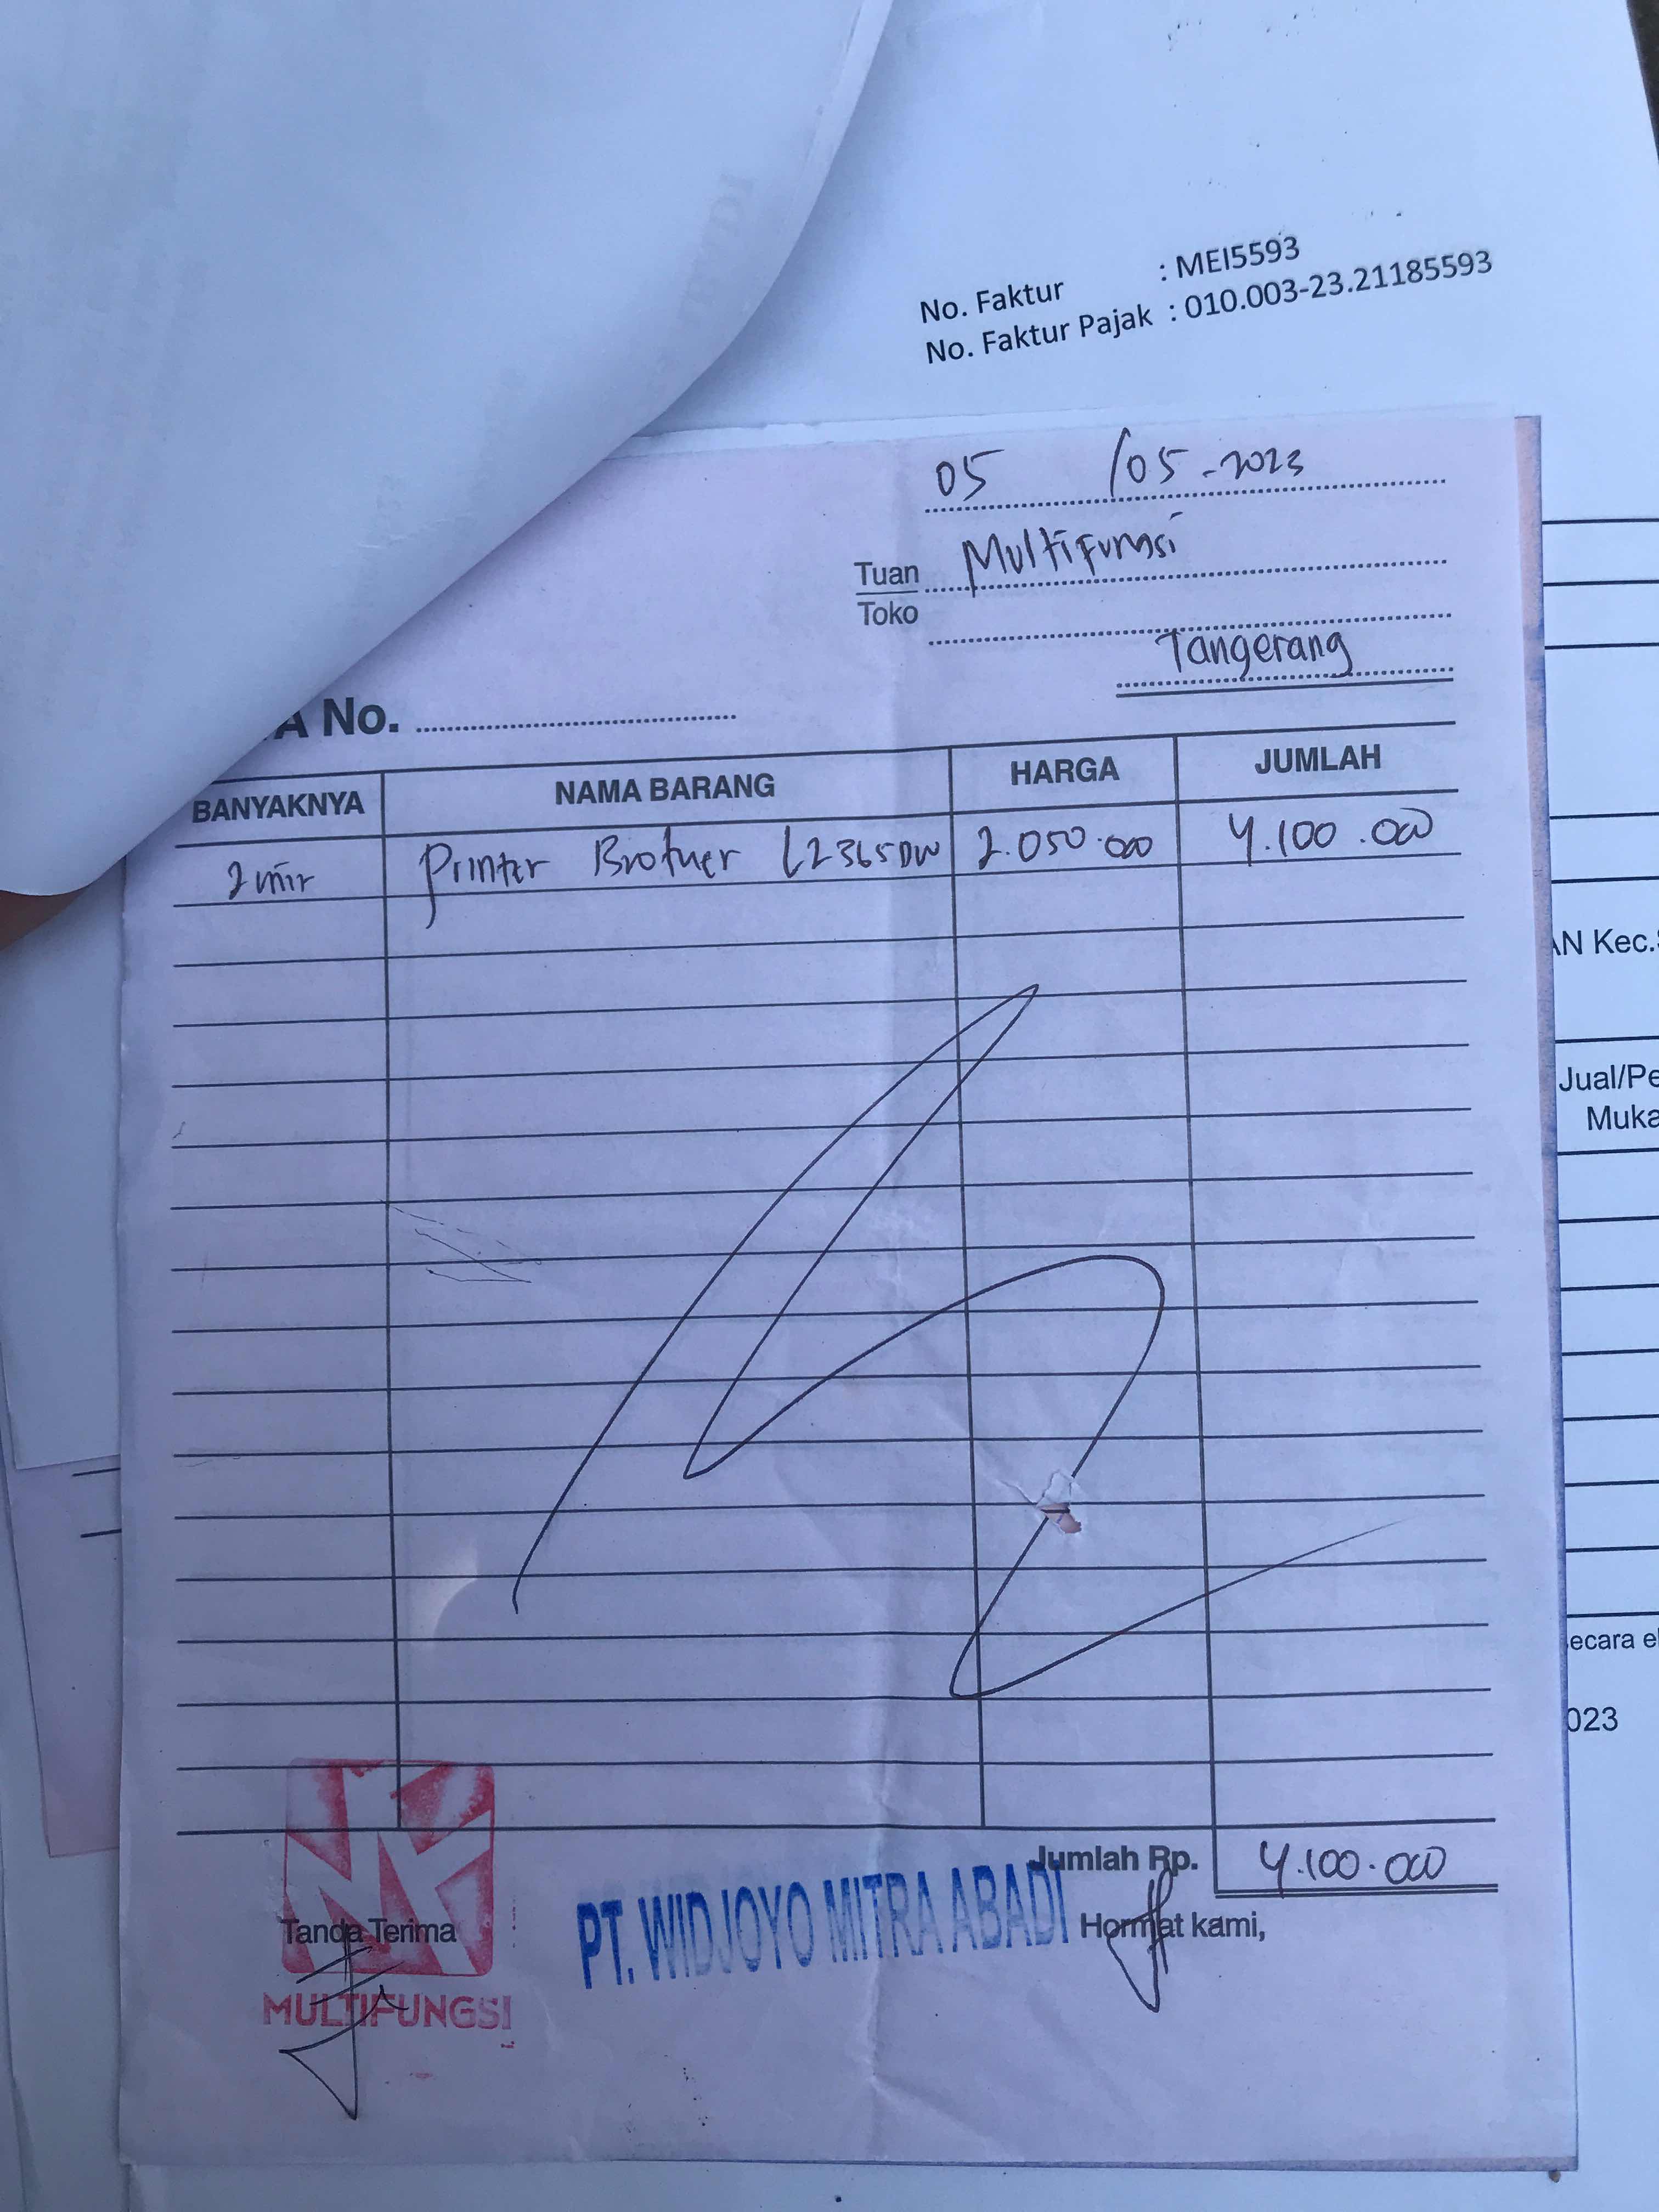 No. Faktur : MEI5593
No. Faktur Pajak : 010.003-23.21185593
05 /05-2023
Tuan Multifungsi
Toko
Tangerang
A No.
BANYAKNYA NAMA BARANG HARGA JUMLAH
2 Printer Brother L2365DW 2.050.000 4.100.000
AN Kec.
Jual/Pe
Muka
ecara el
023
Jumlah Rp. 4.100.000
Tanda Terima PT. WIDJOYO MITRA ABADI Hormat kami,
MULTIFUNGSI